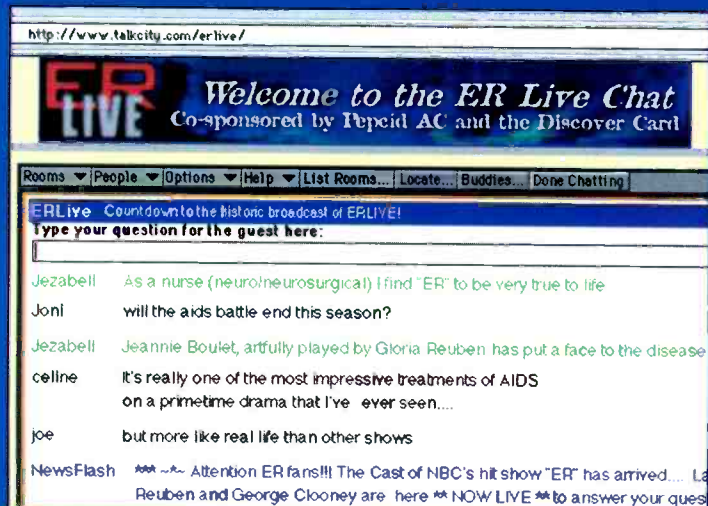 http://www.talkcity.com/erlive/
ER
LIVE
Welcome to the ER Live Chat
Co-sponsored by Pepcid AC and the Discover Card
Rooms People Options Help List Rooms... Locate... Buddies... Done Chatting
ERLive Countdown to the historic broadcast of ERLIVE!
Type your question for the guest here:
Jezabell As a nurse (neuro/neurosurgical) I find "ER" to be very true to life
Joni will the aids battle end this season?
Jezabell Jeannie Boulet, artfully played by Gloria Reuben has put a face to the disease
celine It's really one of the most impressive treatments of AIDS
on a primetime drama that I've ever seen....
joe but more like real life than other shows
NewsFlash *** ~*~ Attention ER fans!!! The Cast of NBC's hit show "ER" has arrived....
Reuben and George Clooney are here ** NOW LIVE ** to answer your